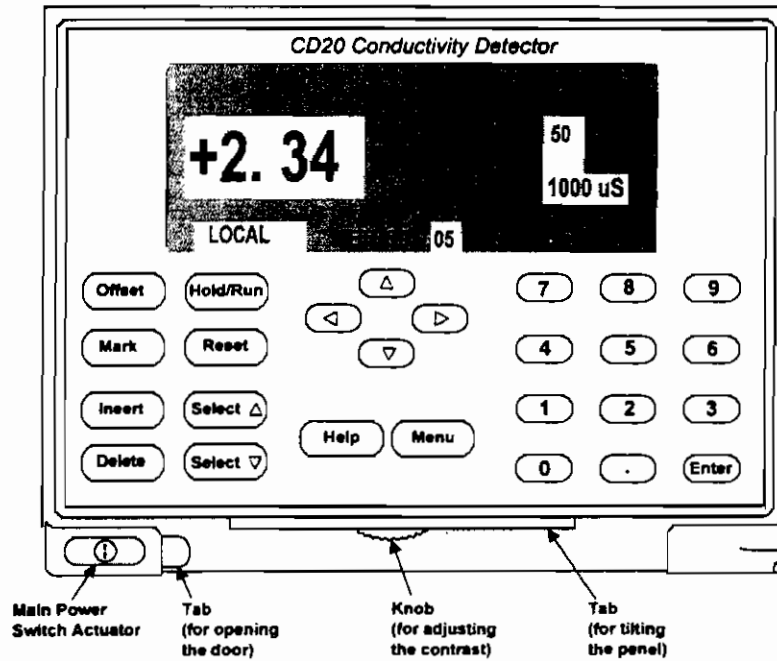 CD20 Conductivity Detector
+2. 34
50
1000 uS
LOCAL
05
Offset
Hold/Run
△
7
8
9
◁
▷
Mark
Reset
▽
4
5
6
Insert
Select △
1
2
3
Help
Menu
Delete
Select ▽
0
.
Enter
Main Power
Switch Actuator
Tab
(for opening
the door)
Knob
(for adjusting
the contrast)
Tab
(for tilting
the panel)